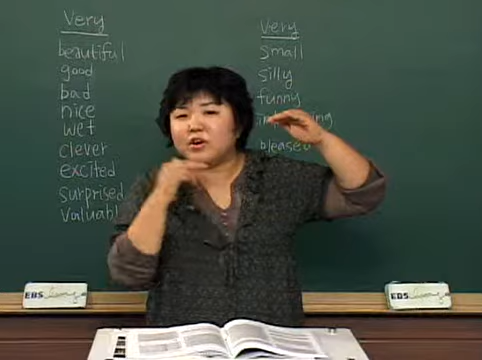 Very
beautiful
good
bad
nice
wet
clever
excited
surprised
Very
small
silly
funny
pleased
EBS
EBS